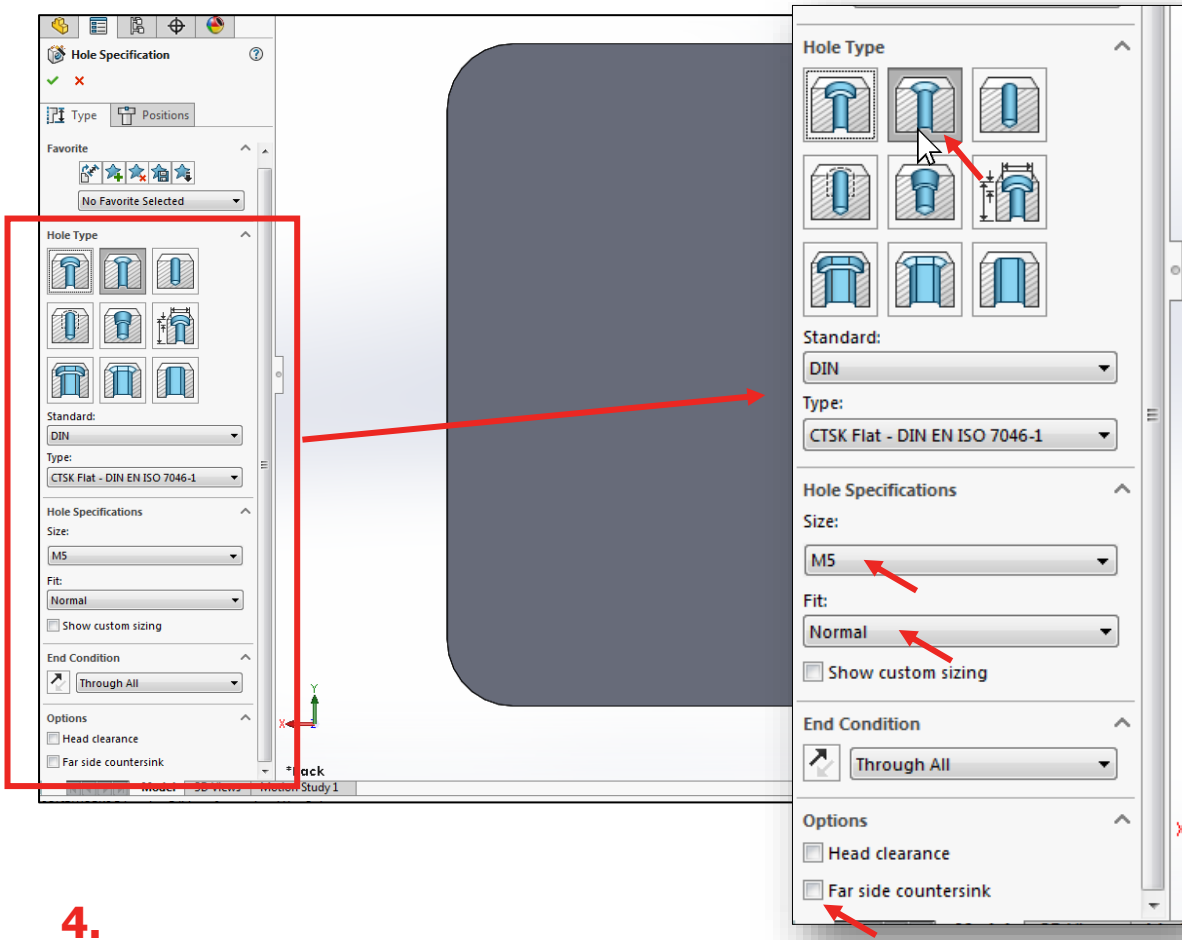 Hole Specification
Type
Positions
Favorite
No Favorite Selected
Hole Type
Standard:
DIN
Type:
CTSK Flat - DIN EN ISO 7046-1
Hole Specifications
Size:
M5
Fit:
Normal
Show custom sizing
End Condition
Through All
Options
Head clearance
Far side countersink
Model
3D Views
Motion Study 1
Y
X
Z
*Back
Hole Type
Standard:
DIN
Type:
CTSK Flat - DIN EN ISO 7046-1
Hole Specifications
Size:
M5
Fit:
Normal
Show custom sizing
End Condition
Through All
Options
Head clearance
Far side countersink
4.